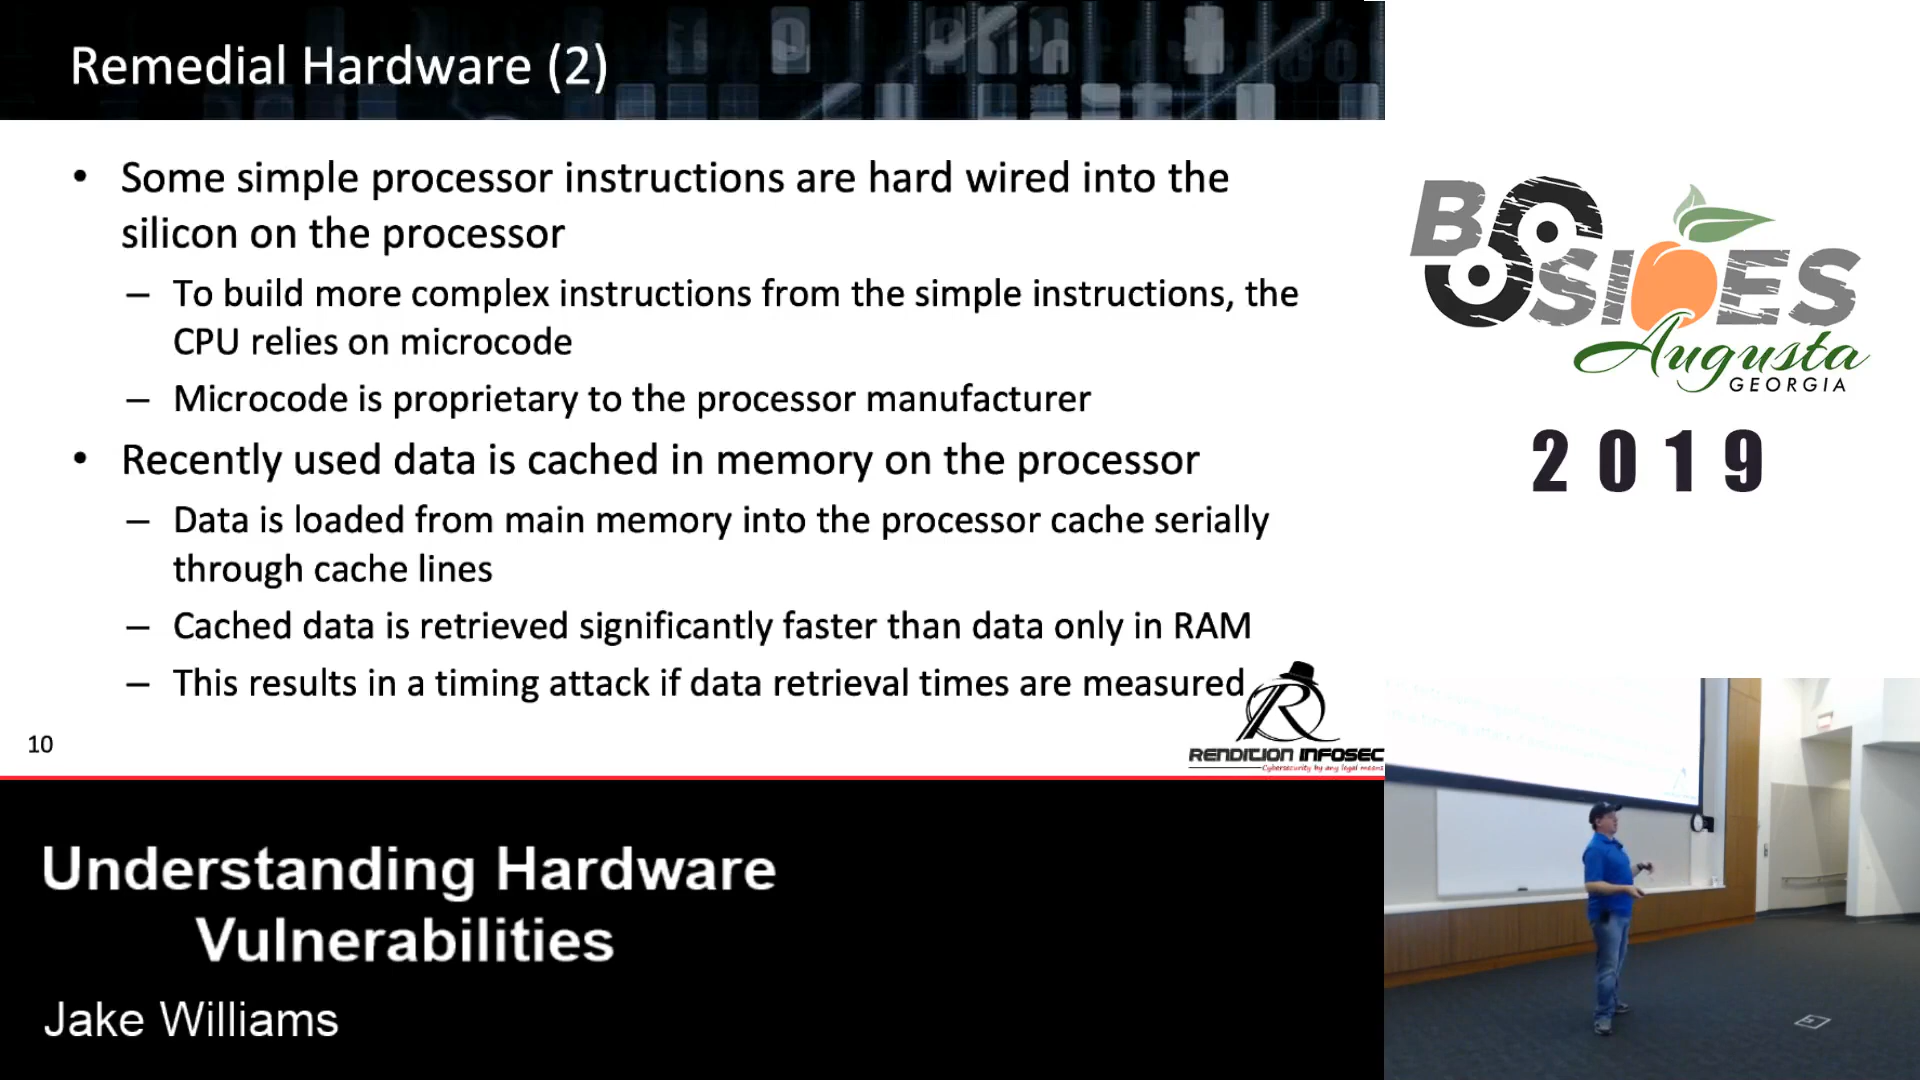 Remedial Hardware (2)
• Some simple processor instructions are hard wired into the
silicon on the processor
– To build more complex instructions from the simple instructions, the
CPU relies on microcode
– Microcode is proprietary to the processor manufacturer
• Recently used data is cached in memory on the processor
– Data is loaded from main memory into the processor cache serially
through cache lines
– Cached data is retrieved significantly faster than data only in RAM
– This results in a timing attack if data retrieval times are measured
10
RENDITION INFOSEC
Cybersecurity by any legal means
BSIDES
Augusta
GEORGIA
2019
Understanding Hardware
Vulnerabilities
Jake Williams